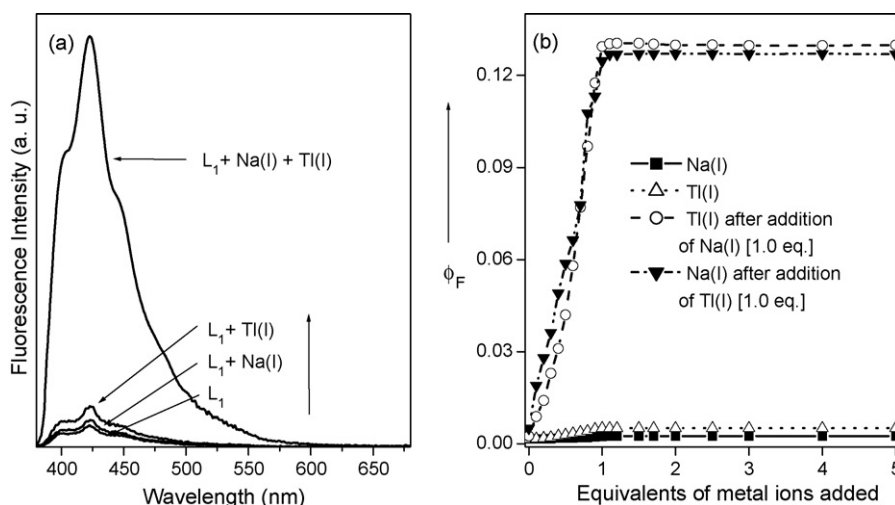 (a)
L₁ + Na(I) + Tl(I)
L₁ + Tl(I)
L₁ + Na(I)
L₁
Fluorescence Intensity (a. u.)
400 450 500 550 600 650
Wavelength (nm)
(b)
0.12
0.09
0.06
0.03
0.00
ϕF
Na(I)
Tl(I)
Tl(I) after addition
of Na(I) [1.0 eq.]
Na(I) after addition
of Tl(I) [1.0 eq.]
0 1 2 3 4 5
Equivalents of metal ions added